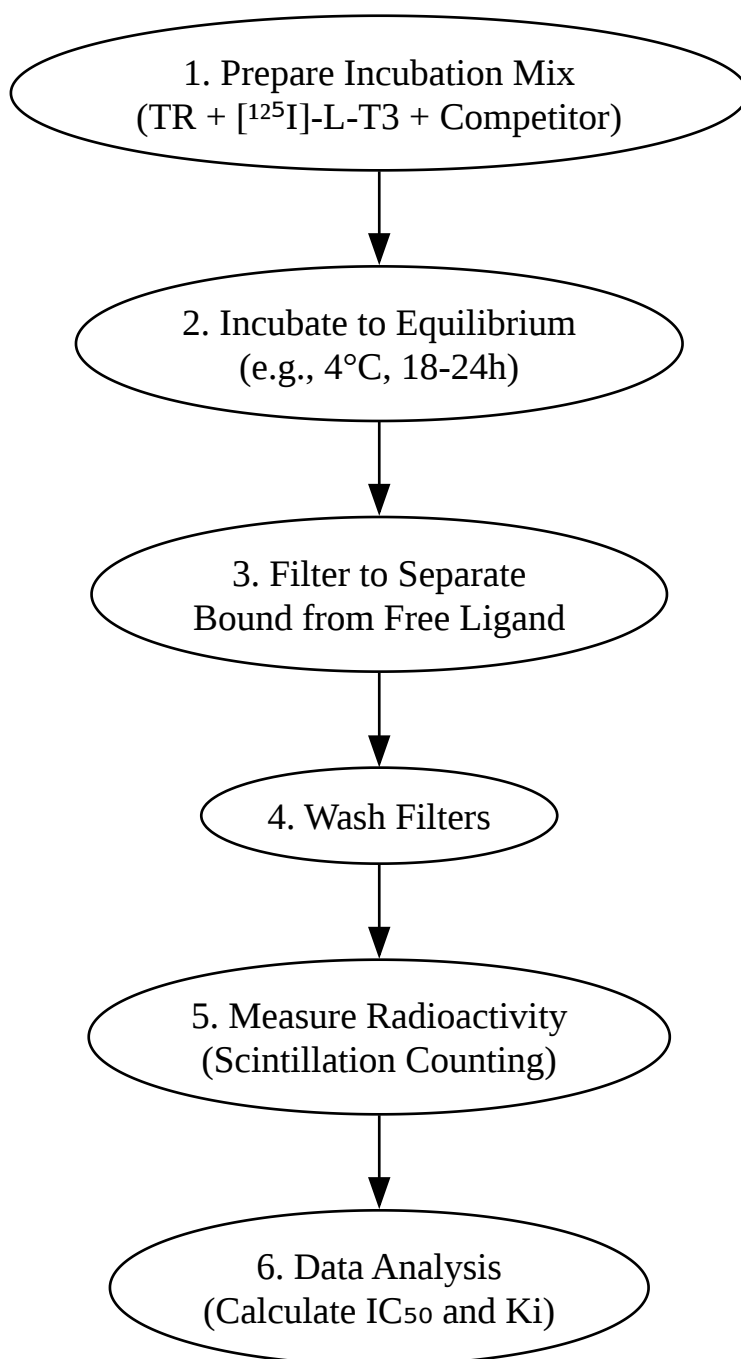 1. Prepare Incubation Mix
(TR + [¹²⁵I]-L-T3 + Competitor)
2. Incubate to Equilibrium
(e.g., 4°C, 18-24h)
3. Filter to Separate
Bound from Free Ligand
4. Wash Filters
5. Measure Radioactivity
(Scintillation Counting)
6. Data Analysis
(Calculate IC₅₀ and Ki)